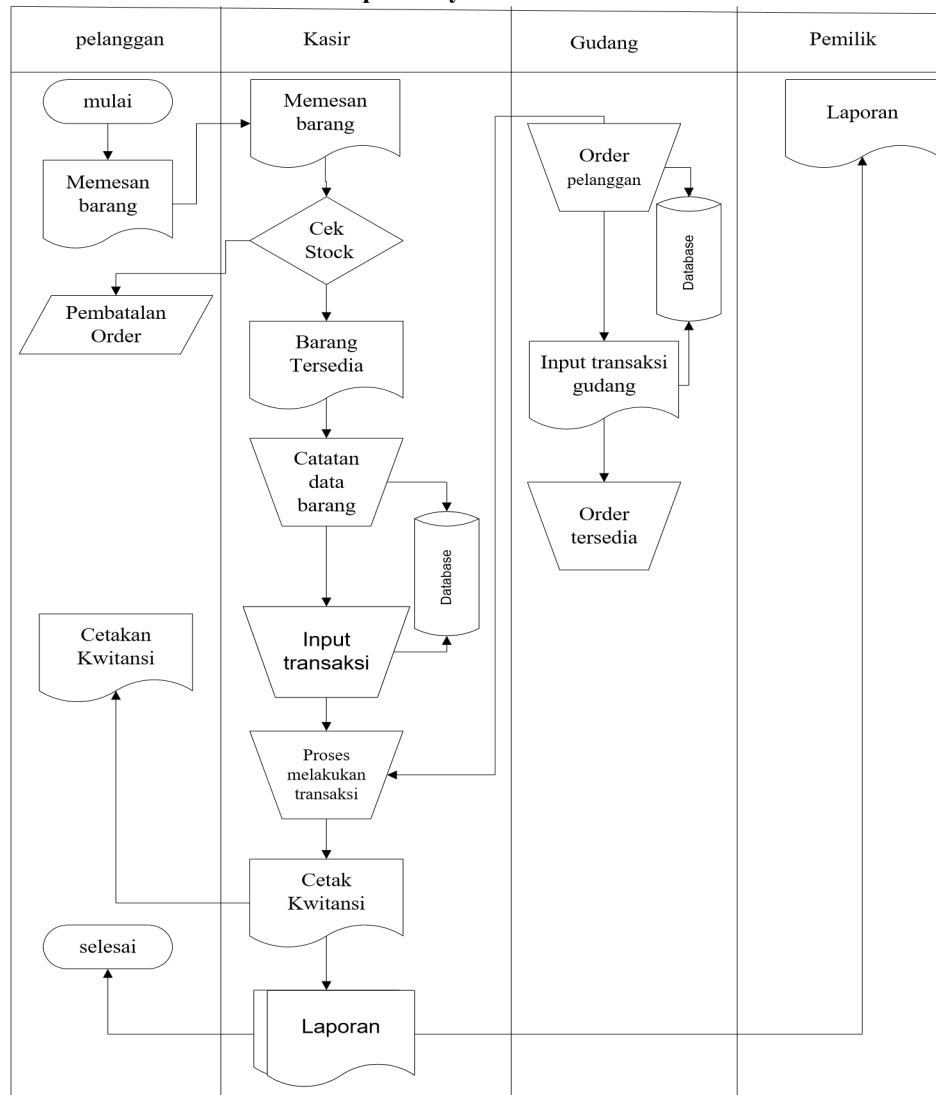 pelanggan
Kasir
Gudang
Pemilik
mulai
Memesan
barang
Memesan
barang
Cek
Stock
Pembatalan
Order
Barang
Tersedia
Catatan
data
barang
Database
Input
transaksi
Proses
melakukan
transaksi
Cetak
Kwitansi
Cetakan
Kwitansi
selesai
Laporan
Order
pelanggan
Database
Input transaksi
gudang
Order
tersedia
Laporan